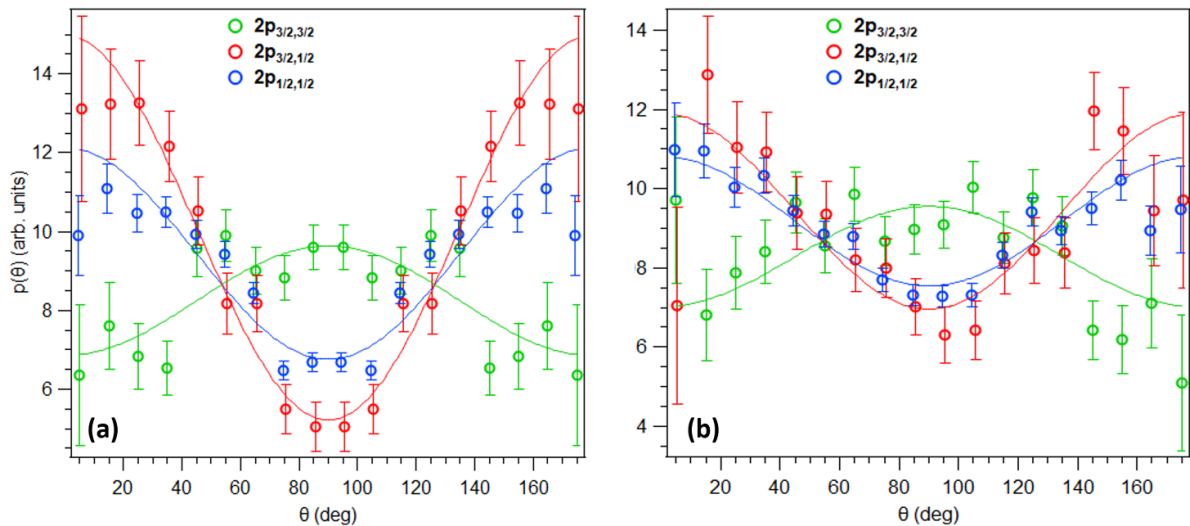 2p3/2,3/2
2p3/2,1/2
2p1/2,1/2
p(θ) (arb. units)
14
12
10
8
6
(a)
20 40 60 80 100 120 140 160
θ (deg)
2p3/2,3/2
2p3/2,1/2
2p1/2,1/2
14
12
10
8
6
4
(b)
20 40 60 80 100 120 140 160
θ (deg)